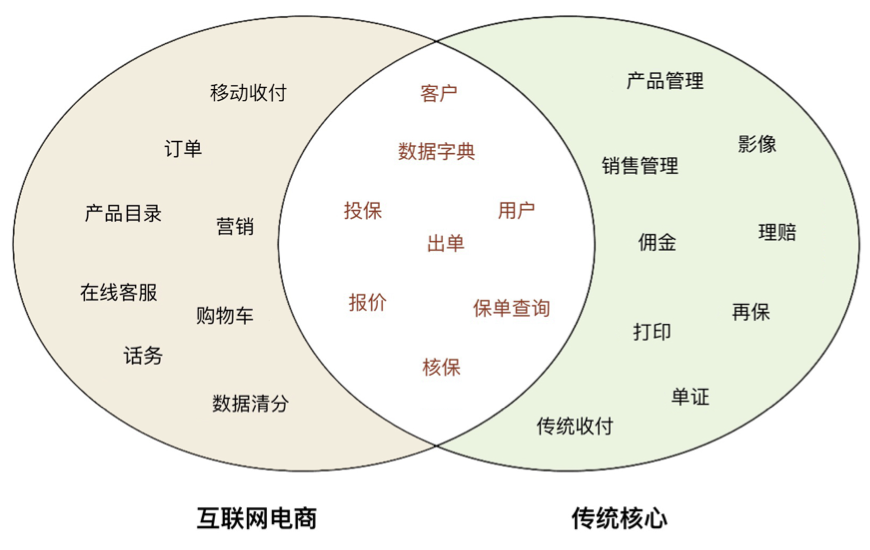 移动收付
订单
产品目录
营销
在线客服
购物车
话务
数据清分
客户
数据字典
投保
用户
出单
报价
保单查询
核保
产品管理
影像
销售管理
佣金
理赔
再保
打印
单证
传统收付
互联网电商
传统核心